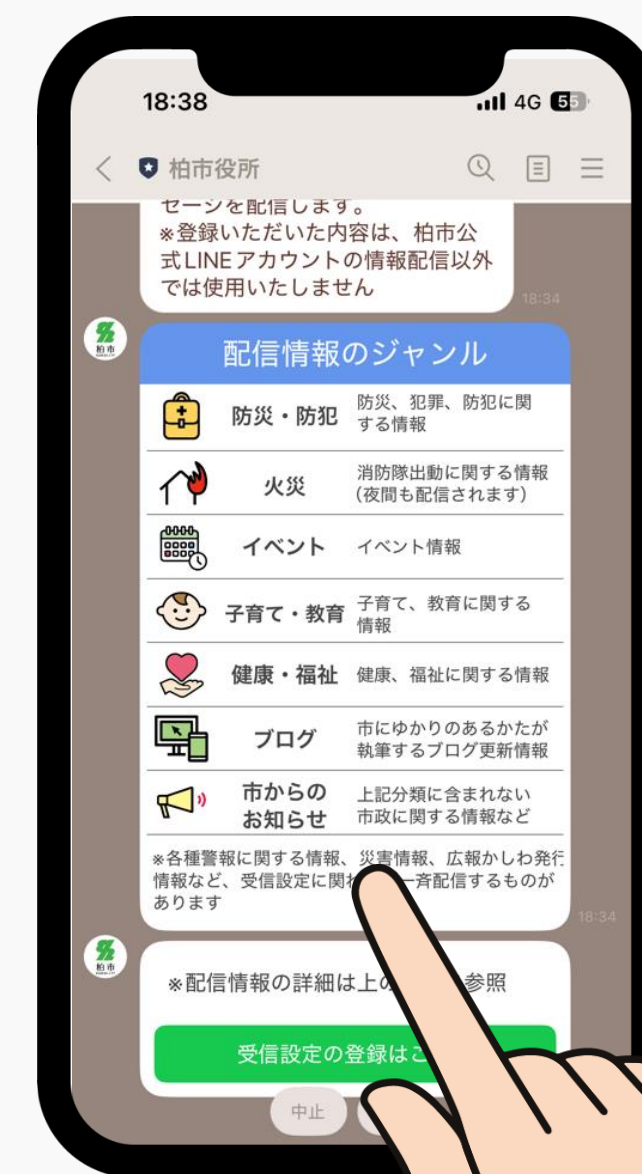 18:38
4G 55
柏市役所
セージを配信します。
※登録いただいた内容は、柏市公
式LINEアカウントの情報配信以外
では使用いたしません
18:34
柏市
配信情報のジャンル
防災・防犯
防災、犯罪、防犯に関
する情報
火災
消防隊出動に関する情報
(夜間も配信されます)
イベント
イベント情報
子育て・教育
子育て、教育に関する
情報
健康・福祉
健康、福祉に関する情報
ブログ
市にゆかりのあるかたが
執筆するブログ更新情報
市からの
お知らせ
上記分類に含まれない
市政に関する情報など
※各種警報に関する情報、災害情報、広報かしわ発行
情報など、受信設定に関わ 一斉配信するものが
あります
18:34
柏市
※配信情報の詳細は上の 参照
受信設定の登録はこ
中止